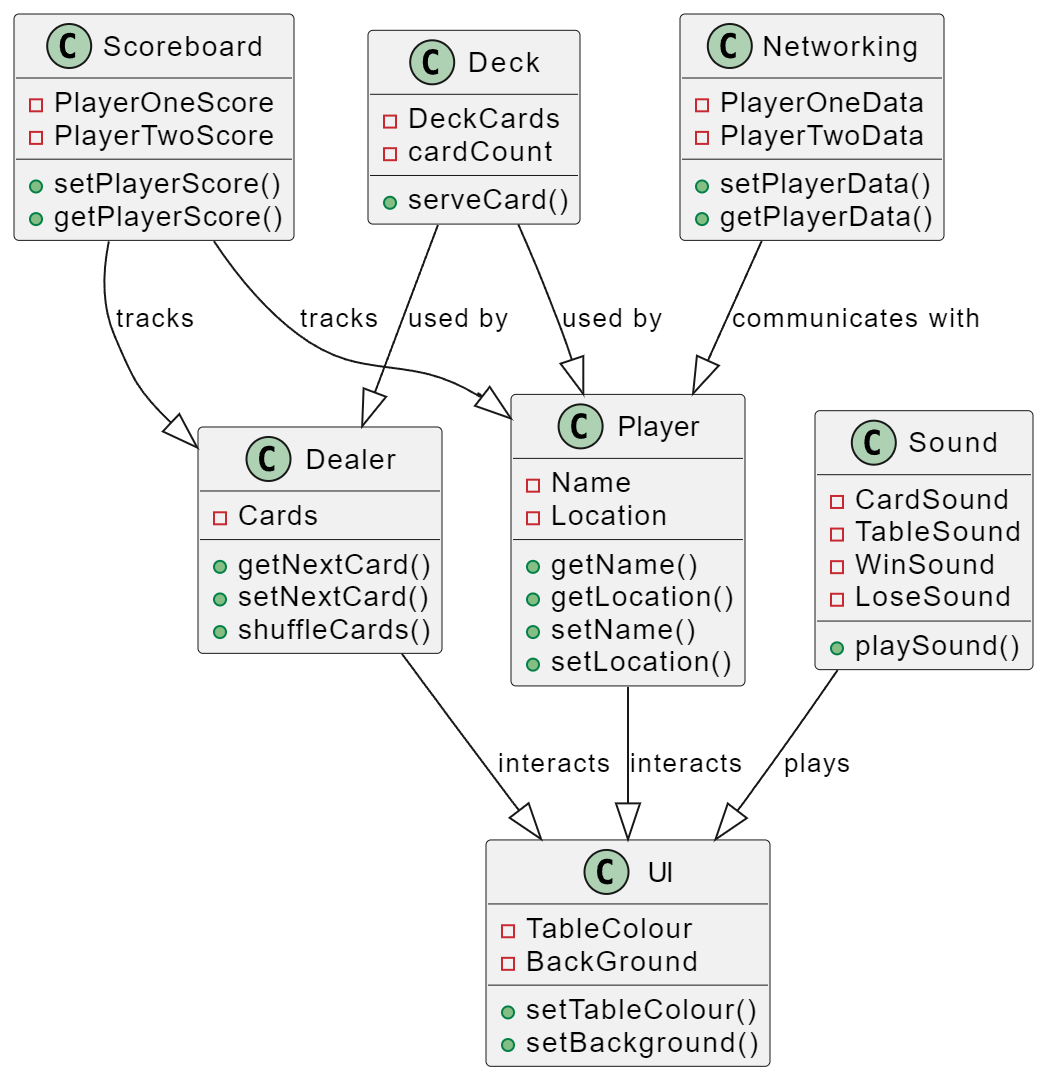 C Scoreboard
PlayerOneScore
PlayerTwoScore
setPlayerScore()
getPlayerScore()
C Deck
DeckCards
cardCount
serveCard()
C Networking
PlayerOneData
PlayerTwoData
setPlayerData()
getPlayerData()
tracks
tracks
used by
used by
communicates with
C Dealer
Cards
getNextCard()
setNextCard()
shuffleCards()
C Player
Name
Location
getName()
getLocation()
setName()
setLocation()
C Sound
CardSound
TableSound
WinSound
LoseSound
playSound()
interacts
interacts
plays
C UI
TableColour
BackGround
setTableColour()
setBackground()